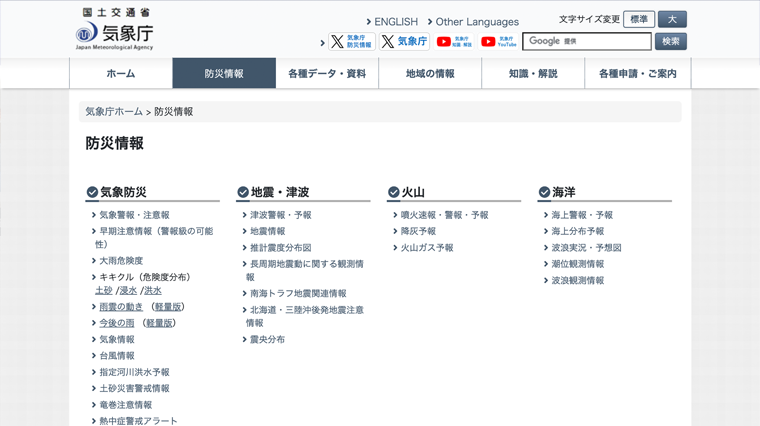 国土交通省
気象庁
Japan Meteorological Agency
ENGLISH Other Languages
文字サイズ変更 標準 大
気象庁 防災情報
気象庁
気象庁
気象庁 YouTube
Google 提供
検索
ホーム 防災情報 各種データ・資料 地域の情報 知識・解説 各種申請・ご案内
気象庁ホーム > 防災情報
防災情報
気象防災
気象警報・注意報
早期注意情報（警報級の可能
性）
大雨危険度
キキクル（危険度分布）
土砂 /浸水 /洪水
雨雲の動き （軽量版）
今後の雨 （軽量版）
気象情報
台風情報
指定河川洪水予報
土砂災害警戒情報
竜巻注意情報
熱中症警戒アラート
地震・津波
津波警報・予報
地震情報
推計震度分布図
長周期地震動に関する観測情
報
南海トラフ地震関連情報
北海道・三陸沖後発地震注意
情報
震央分布
火山
噴火速報・警報・予報
降灰予報
火山ガス予報
海洋
海上警報・予報
海上分布予報
波浪実況・予想図
潮位観測情報
波浪観測情報